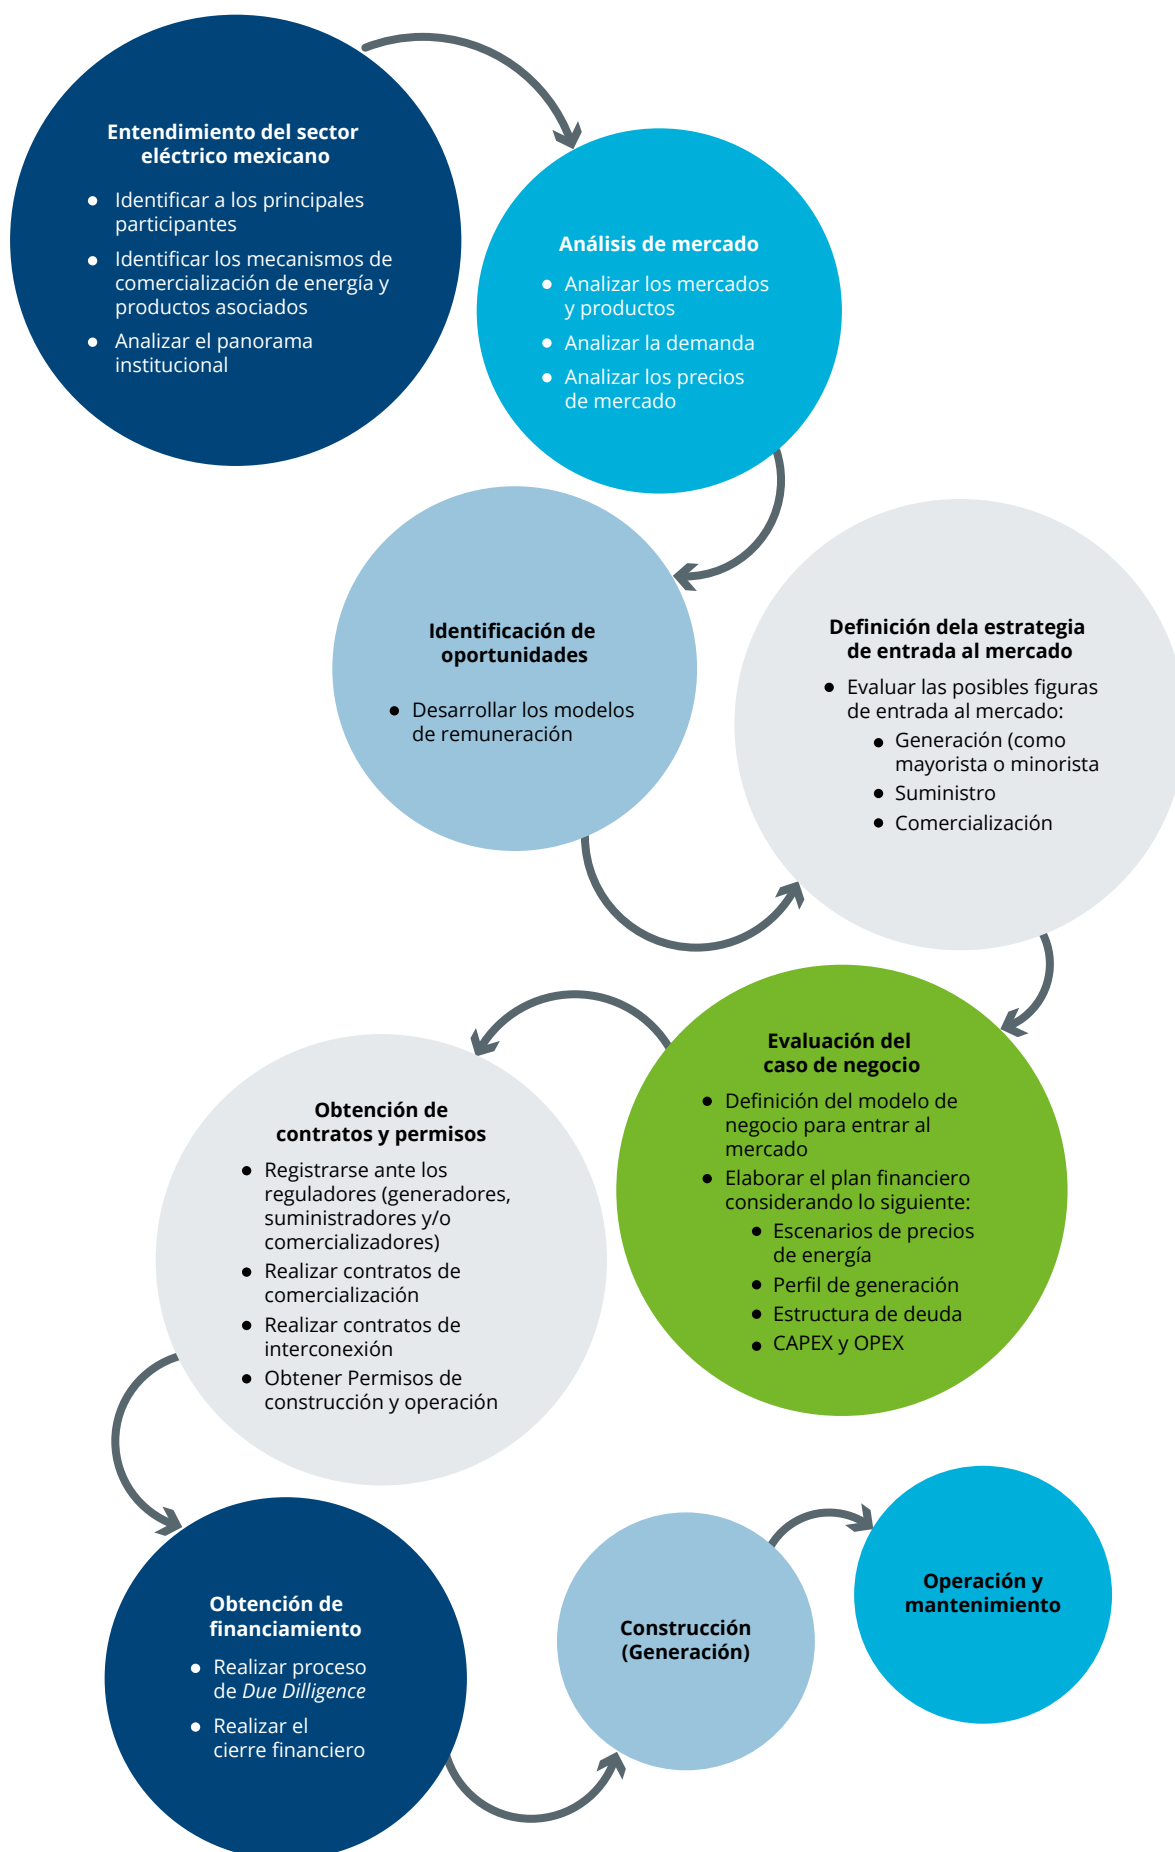 Entendimiento del sector
eléctrico mexicano
● Identificar a los principales
participantes
● Identificar los mecanismos de
comercialización de energía y
productos asociados
● Analizar el panorama
institucional
Análisis de mercado
● Analizar los mercados
y productos
● Analizar la demanda
● Analizar los precios
de mercado
Identificación de
oportunidades
● Desarrollar los modelos
de remuneración
Definición dela estrategia
de entrada al mercado
● Evaluar las posibles figuras
de entrada al mercado:
● Generación (como
mayorista o minorista
● Suministro
● Comercialización
Evaluación del
caso de negocio
● Definición del modelo de
negocio para entrar al
mercado
● Elaborar el plan financiero
considerando lo siguiente:
● Escenarios de precios
de energía
● Perfil de generación
● Estructura de deuda
● CAPEX y OPEX
Obtención de
contratos y permisos
● Registrarse ante los
reguladores (generadores,
suministradores y/o
comercializadores)
● Realizar contratos de
comercialización
● Realizar contratos de
interconexión
● Obtener Permisos de
construcción y operación
Obtención de
financiamiento
● Realizar proceso
de Due Dilligence
● Realizar el
cierre financiero
Construcción
(Generación)
Operación y
mantenimiento